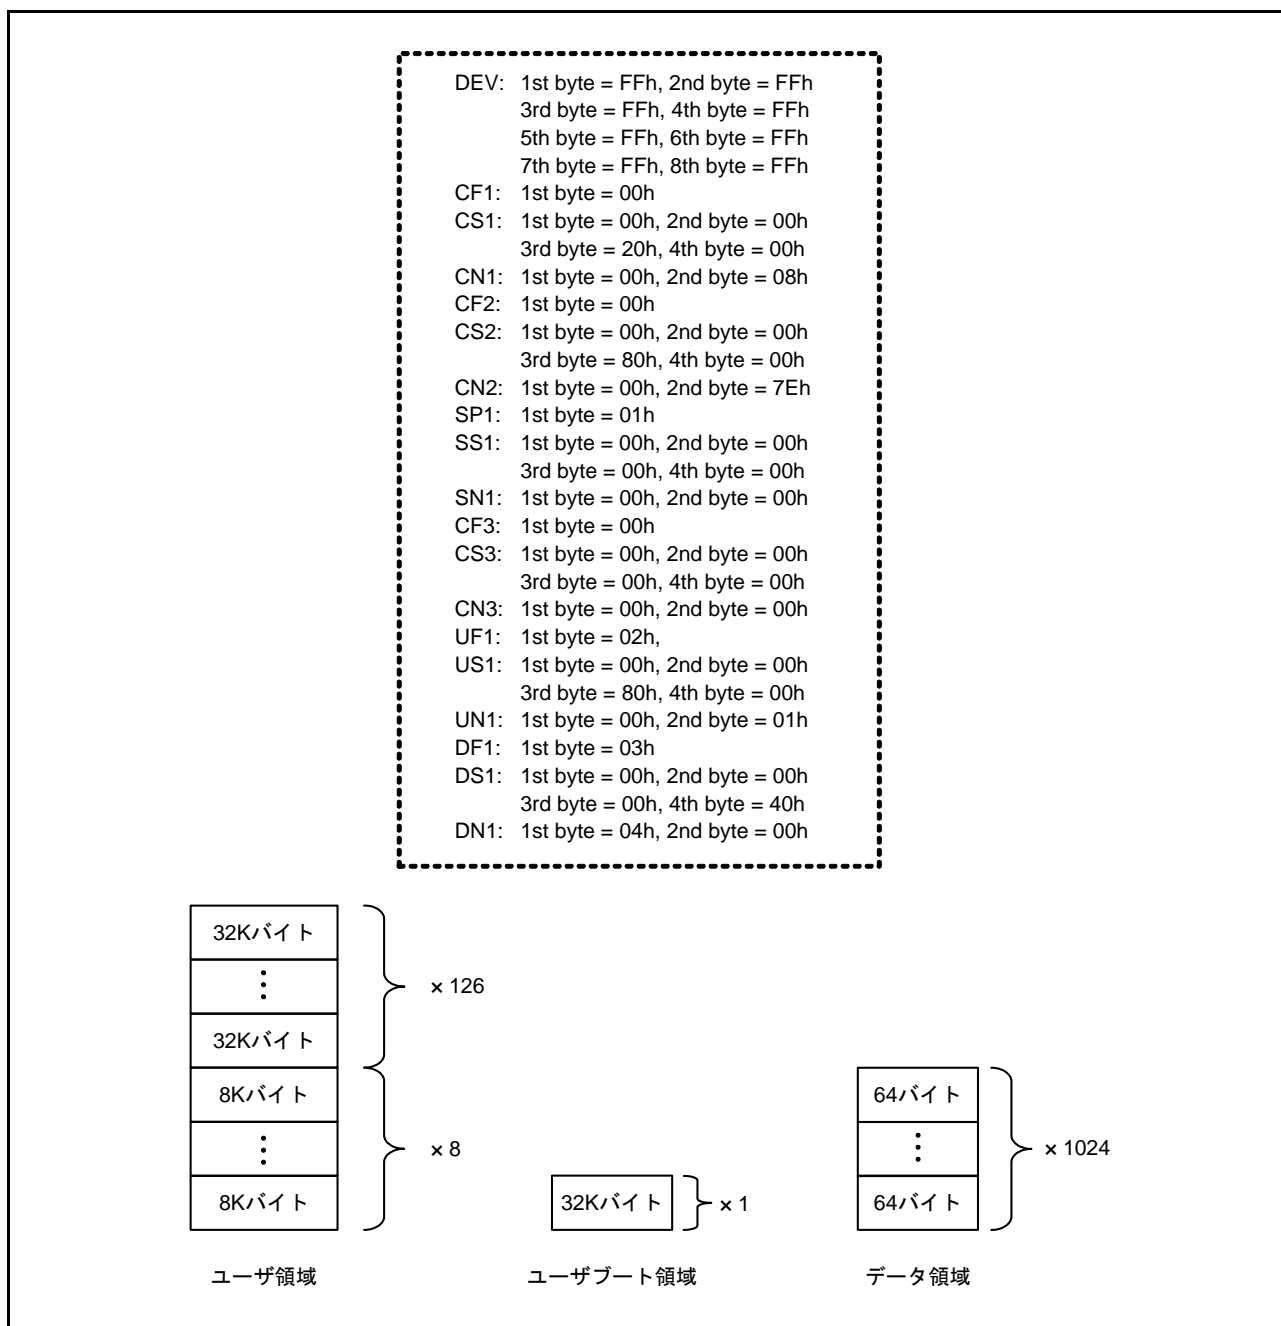 DEV: 1st byte = FFh, 2nd byte = FFh
3rd byte = FFh, 4th byte = FFh
5th byte = FFh, 6th byte = FFh
7th byte = FFh, 8th byte = FFh
CF1: 1st byte = 00h
CS1: 1st byte = 00h, 2nd byte = 00h
3rd byte = 20h, 4th byte = 00h
CN1: 1st byte = 00h, 2nd byte = 08h
CF2: 1st byte = 00h
CS2: 1st byte = 00h, 2nd byte = 00h
3rd byte = 80h, 4th byte = 00h
CN2: 1st byte = 00h, 2nd byte = 7Eh
SP1: 1st byte = 01h
SS1: 1st byte = 00h, 2nd byte = 00h
3rd byte = 00h, 4th byte = 00h
SN1: 1st byte = 00h, 2nd byte = 00h
CF3: 1st byte = 00h
CS3: 1st byte = 00h, 2nd byte = 00h
3rd byte = 00h, 4th byte = 00h
CN3: 1st byte = 00h, 2nd byte = 00h
UF1: 1st byte = 02h,
US1: 1st byte = 00h, 2nd byte = 00h
3rd byte = 80h, 4th byte = 00h
UN1: 1st byte = 00h, 2nd byte = 01h
DF1: 1st byte = 03h
DS1: 1st byte = 00h, 2nd byte = 00h
3rd byte = 00h, 4th byte = 40h
DN1: 1st byte = 04h, 2nd byte = 00h
32Kバイト
⋮
32Kバイト
× 126
8Kバイト
⋮
8Kバイト
× 8
ユーザ領域
32Kバイト
× 1
ユーザブート領域
64バイト
⋮
64バイト
× 1024
データ領域